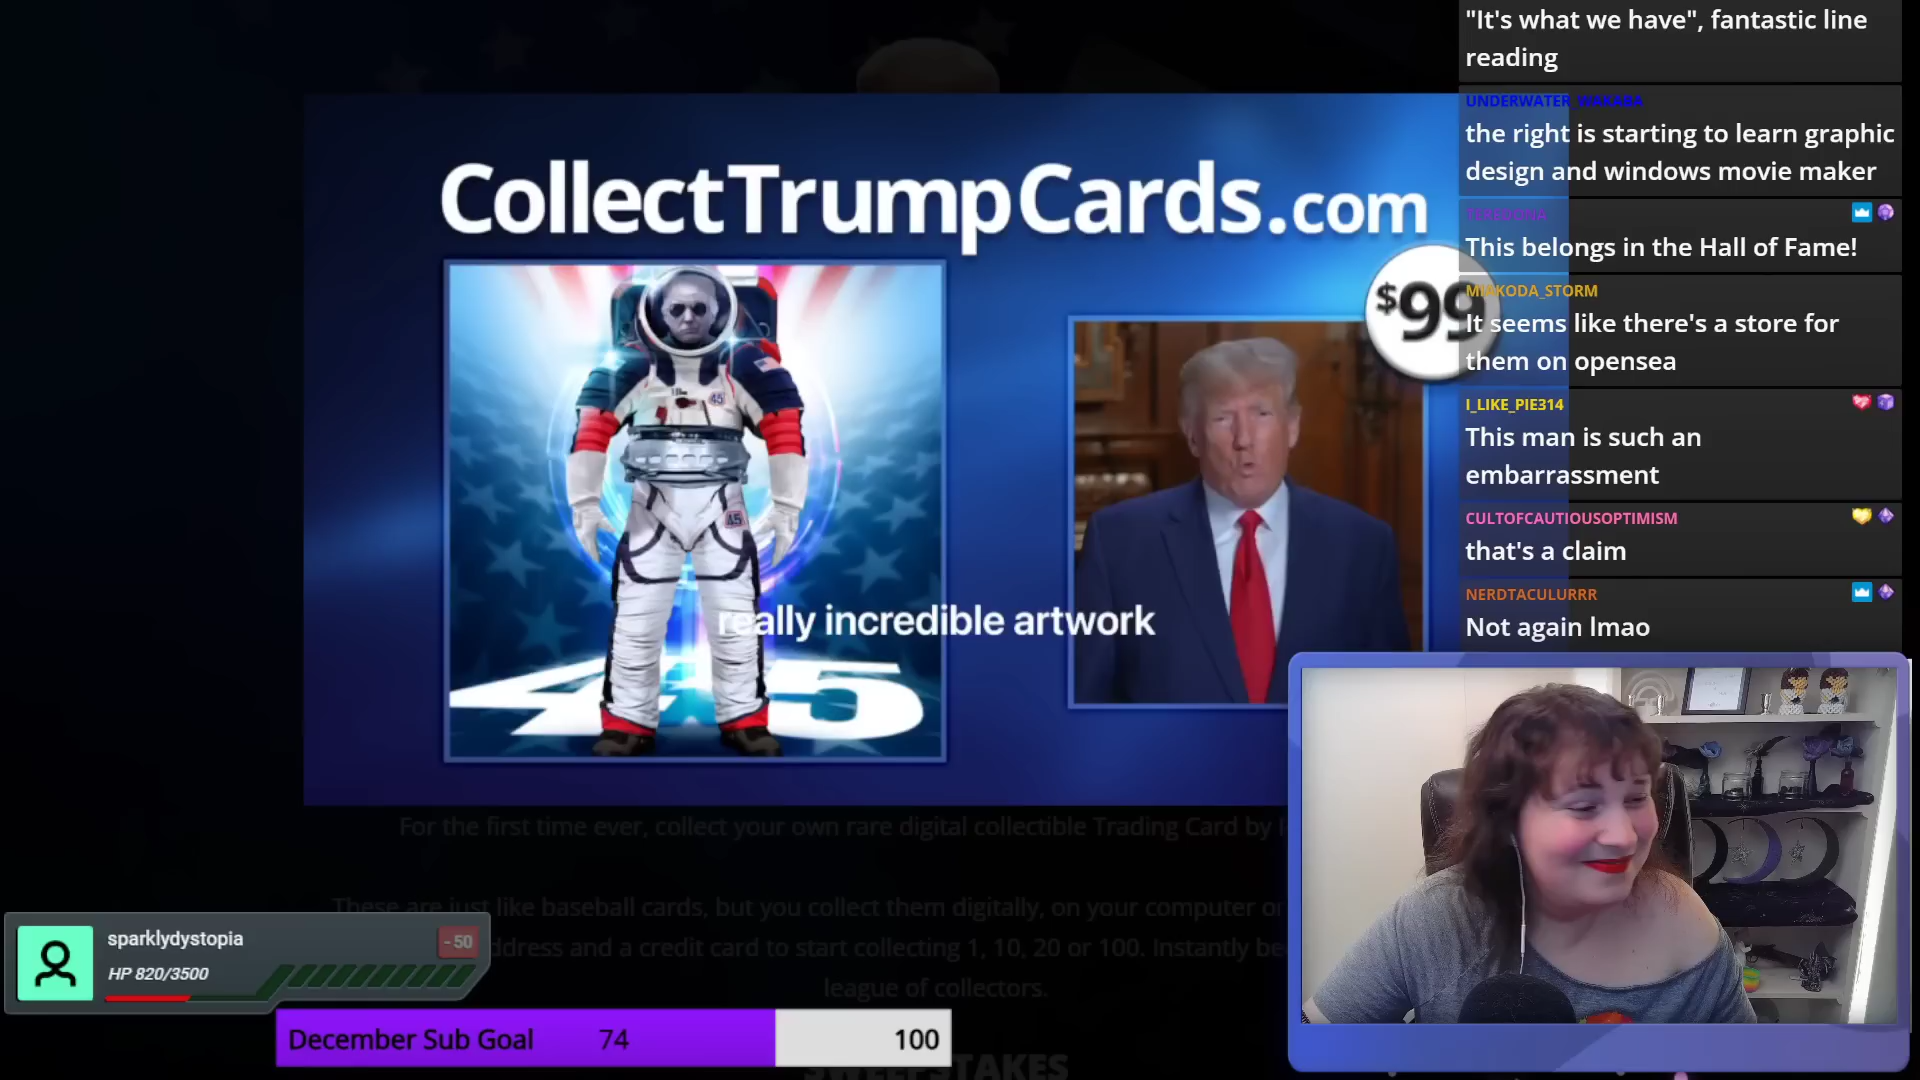 "It's what we have", fantastic line
reading
UNDERWATER_WAKABA
the right is starting to learn graphic
design and windows movie maker
This belongs in the Hall of Fame!
MIAKODA_STORM
It seems like there's a store for
them on opensea
I_LIKE_PIE314
This man is such an
embarrassment
CULTOFCAUTIOUSOPTIMISM
that's a claim
NERDTACULURRR
Not again lmao
CollectTrumpCards.com
$99
45
45
45
really incredible artwork
For the first time ever, collect your own rare digital collectible Trading Card by
These are just like baseball cards, but you collect them digitally, on your computer or
address and a credit card to start collecting 1, 10, 20 or 100. Instantly
league of collectors.
sparklydystopia
-50
HP 820/3500
December Sub Goal 74 100
SWEEPSTAKES